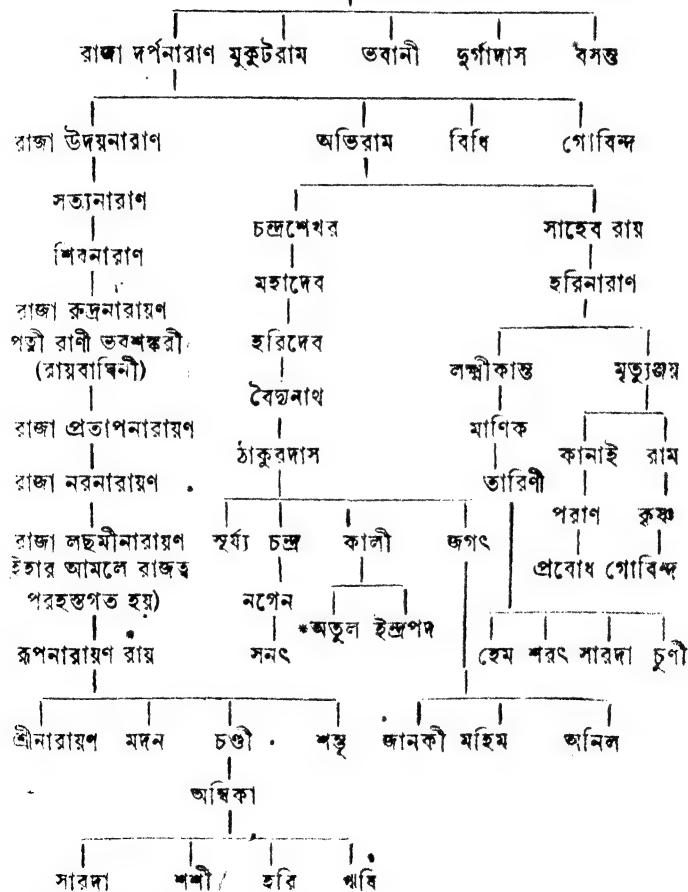 রাজা দর্পনারাণ মুকুটরাম ভবানী দুর্গাদাস বসন্ত
রাজা উদয়নারাণ অভিরাম বিধি গোবিন্দ
সত্যনারাণ
চন্দ্রশেখর সাহেব রায়
শিবনারাণ
মহাদেব হরিনারাণ
রাজা রুদ্রনারায়ণ
পত্নী রাণী ভবশঙ্করী হরিদেব
(রায়বাঘিনী) লক্ষ্মীকান্ত মৃত্যুঞ্জয়
বৈদ্যনাথ
রাজা প্রতাপনারায়ণ মাণিক
ঠাকুরদাস কানাই রাম
রাজা নরনারায়ণ তারিণী
পরাণ কৃষ্ণ
রাজা লছমীনারায়ণ সূর্য্য চন্দ্র কালী জগৎ
ইহার আমলে রাজত্ব প্রবোধ গোবিন্দ
পরহস্তগত হয়) নগেন
*অতুল ইন্দ্রপদ
রূপনারায়ণ রায় সনৎ হেম শরৎ সারদা চুণী
শ্রীনারায়ণ মদন চণ্ডী শম্ভূ জানকী মহিম অনিল
অম্বিকা
সারদা শশী হরি ঋষি